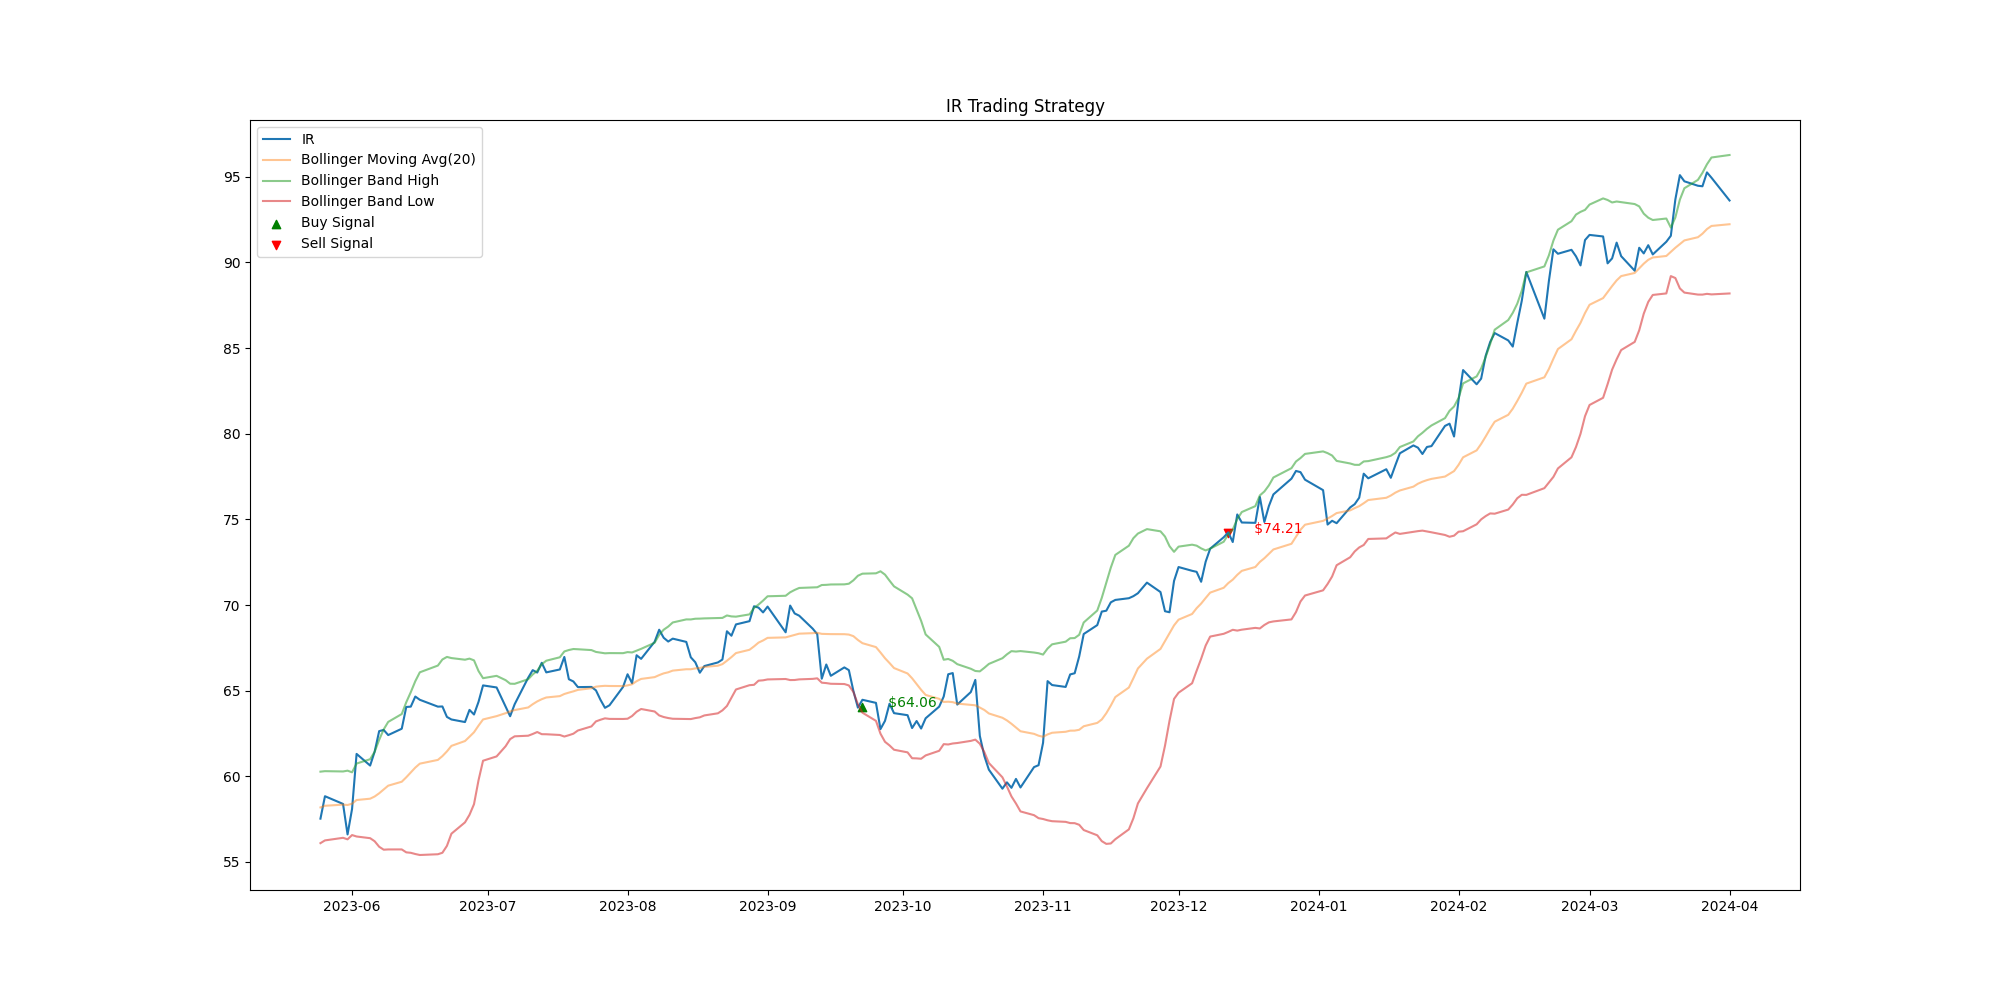 IR Trading Strategy
IR
Bollinger Moving Avg(20)
Bollinger Band High
Bollinger Band Low
Buy Signal
Sell Signal
95
90
85
80
75
70
65
60
55
$74.21
$64.06
2023-06 2023-07 2023-08 2023-09 2023-10 2023-11 2023-12 2024-01 2024-02 2024-03 2024-04